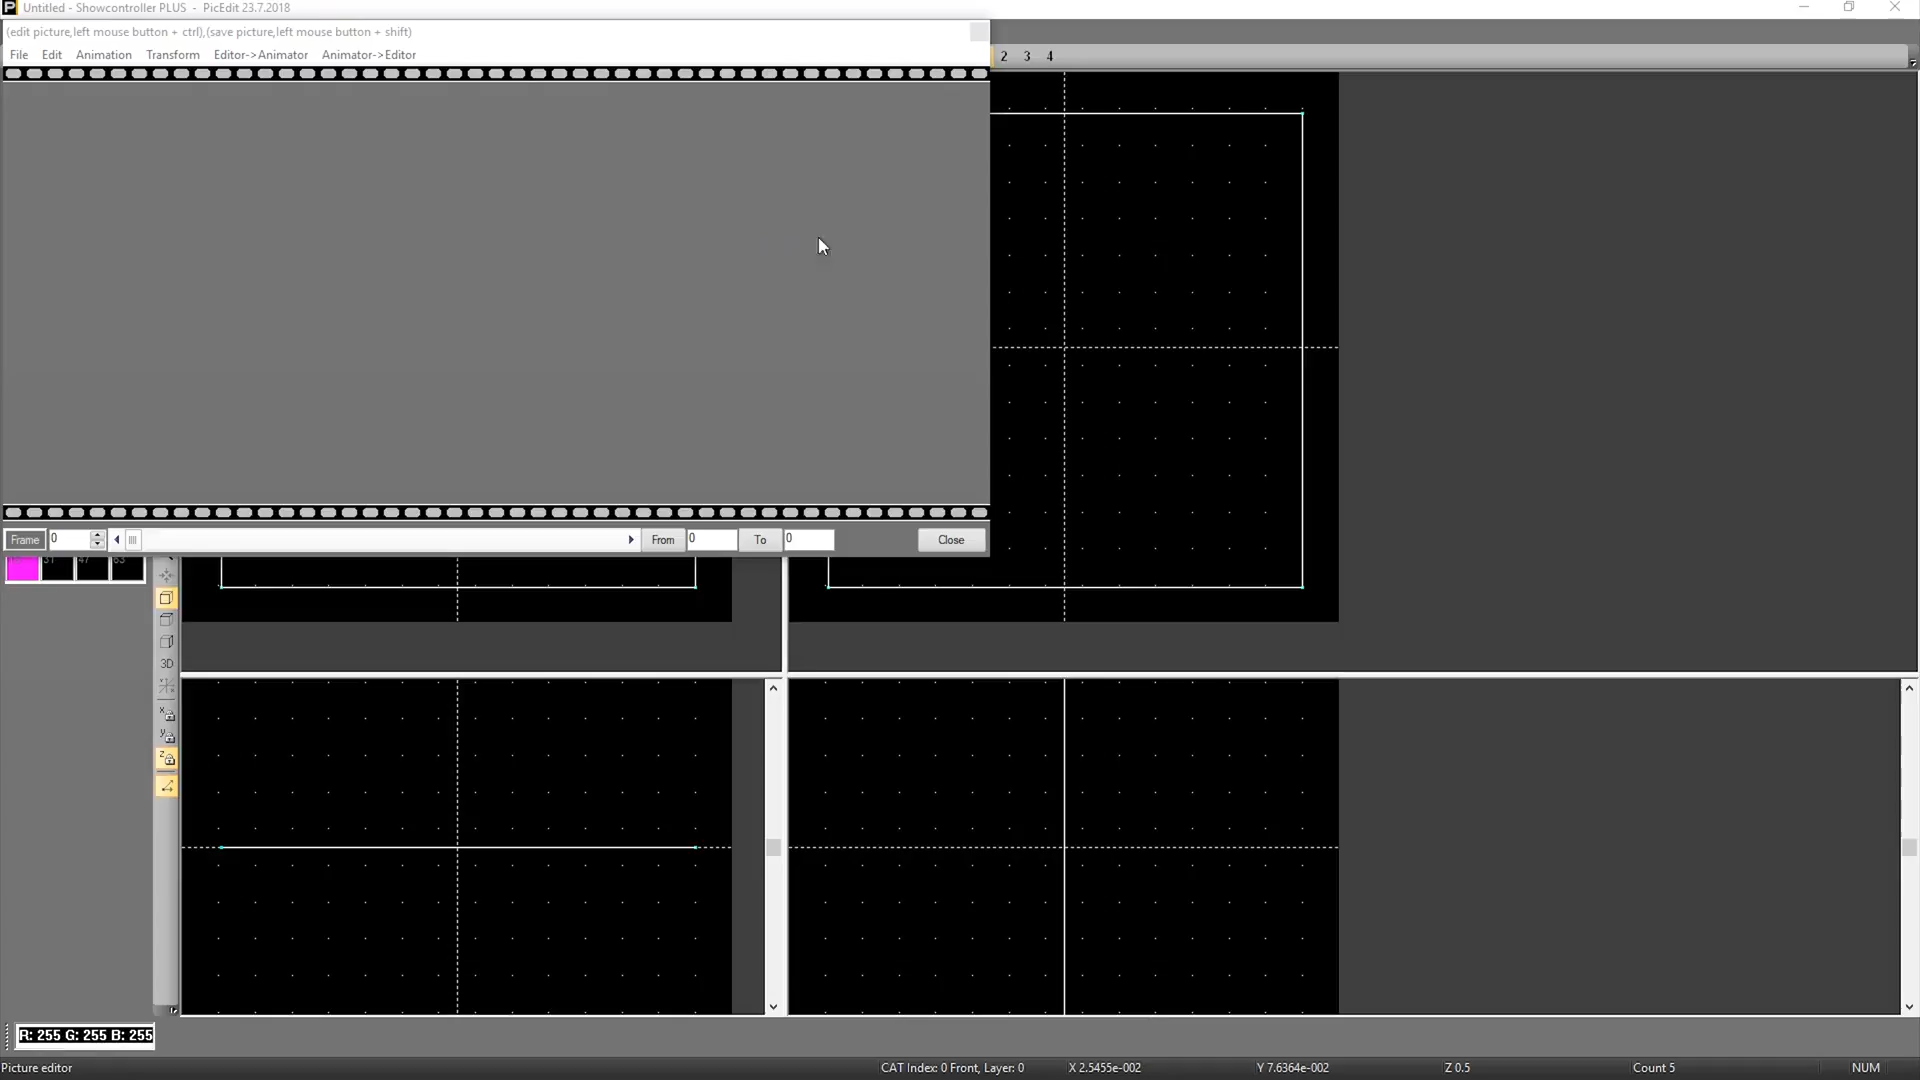 Untitled - Showcontroller PLUS - PicEdit 23.7.2018
(edit picture,left mouse button + ctrl),(save picture,left mouse button + shift)
File Edit Animation Transform Editor->Animator Animator->Editor
2 3 4
Frame 0 From 0 To 0 Close
31 47 63
3D
x
y
z
R: 255 G: 255 B: 255
Picture editor CAT Index: 0 Front, Layer: 0 X 2.5455e-002 Y 7.6364e-002 Z 0.5 Count 5 NUM